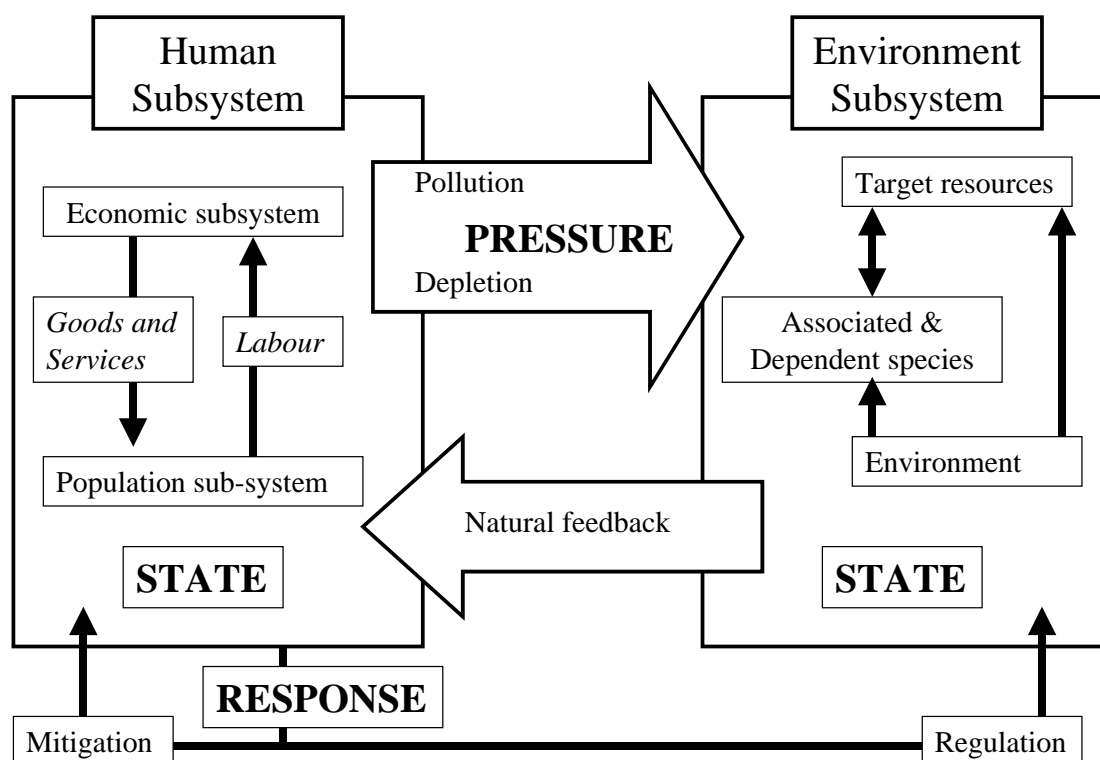 Human
Subsystem
Environment
Subsystem
Economic subsystem
Goods and
Services
Labour
Population sub-system
STATE
Pollution
PRESSURE
Depletion
Natural feedback
Target resources
Associated &
Dependent species
Environment
STATE
RESPONSE
Mitigation
Regulation